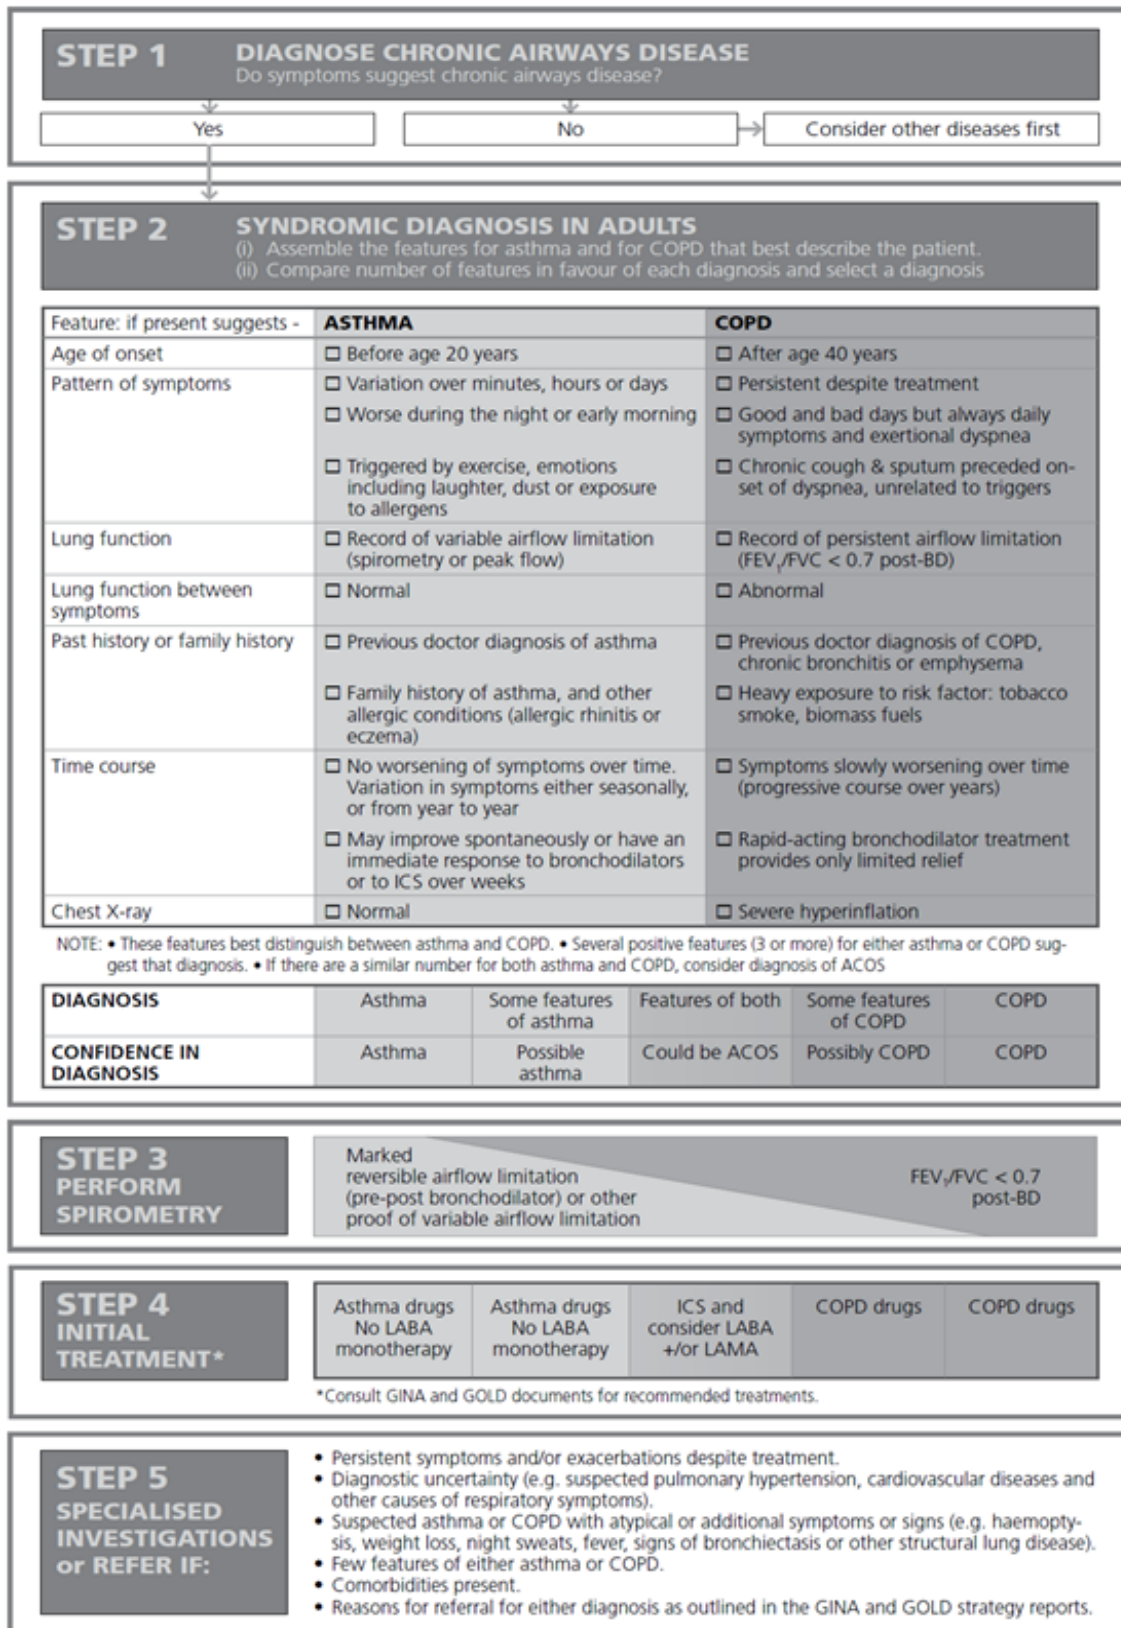 STEP 1
DIAGNOSE CHRONIC AIRWAYS DISEASE
Do symptoms suggest chronic airways disease?
Yes
No
Consider other diseases first
STEP 2
SYNDROMIC DIAGNOSIS IN ADULTS
(i) Assemble the features for asthma and for COPD that best describe the patient.
(ii) Compare number of features in favour of each diagnosis and select a diagnosis
Feature: if present suggests -
ASTHMA
COPD
Age of onset
Before age 20 years
After age 40 years
Pattern of symptoms
Variation over minutes, hours or days
Persistent despite treatment
Worse during the night or early morning
Good and bad days but always daily
symptoms and exertional dyspnea
Triggered by exercise, emotions
including laughter, dust or exposure
to allergens
Chronic cough & sputum preceded on-
set of dyspnea, unrelated to triggers
Lung function
Record of variable airflow limitation
(spirometry or peak flow)
Record of persistent airflow limitation
(FEV₁/FVC < 0.7 post-BD)
Lung function between
symptoms
Normal
Abnormal
Past history or family history
Previous doctor diagnosis of asthma
Previous doctor diagnosis of COPD,
chronic bronchitis or emphysema
Family history of asthma, and other
allergic conditions (allergic rhinitis or
eczema)
Heavy exposure to risk factor: tobacco
smoke, biomass fuels
Time course
No worsening of symptoms over time.
Variation in symptoms either seasonally,
or from year to year
Symptoms slowly worsening over time
(progressive course over years)
May improve spontaneously or have an
immediate response to bronchodilators
or to ICS over weeks
Rapid-acting bronchodilator treatment
provides only limited relief
Chest X-ray
Normal
Severe hyperinflation
NOTE: • These features best distinguish between asthma and COPD. • Several positive features (3 or more) for either asthma or COPD sug-
gest that diagnosis. • If there are a similar number for both asthma and COPD, consider diagnosis of ACOS
DIAGNOSIS
Asthma
Some features
of asthma
Features of both
Some features
of COPD
COPD
CONFIDENCE IN
DIAGNOSIS
Asthma
Possible
asthma
Could be ACOS
Possibly COPD
COPD
STEP 3
PERFORM
SPIROMETRY
Marked
reversible airflow limitation
(pre-post bronchodilator) or other
proof of variable airflow limitation
FEV₁/FVC < 0.7
post-BD
STEP 4
INITIAL
TREATMENT*
Asthma drugs
No LABA
monotherapy
Asthma drugs
No LABA
monotherapy
ICS and
consider LABA
+/or LAMA
COPD drugs
COPD drugs
*Consult GINA and GOLD documents for recommended treatments.
STEP 5
SPECIALISED
INVESTIGATIONS
or REFER IF:
• Persistent symptoms and/or exacerbations despite treatment.
• Diagnostic uncertainty (e.g. suspected pulmonary hypertension, cardiovascular diseases and
other causes of respiratory symptoms).
• Suspected asthma or COPD with atypical or additional symptoms or signs (e.g. haemopty-
sis, weight loss, night sweats, fever, signs of bronchiectasis or other structural lung disease).
• Few features of either asthma or COPD.
• Comorbidities present.
• Reasons for referral for either diagnosis as outlined in the GINA and GOLD strategy reports.